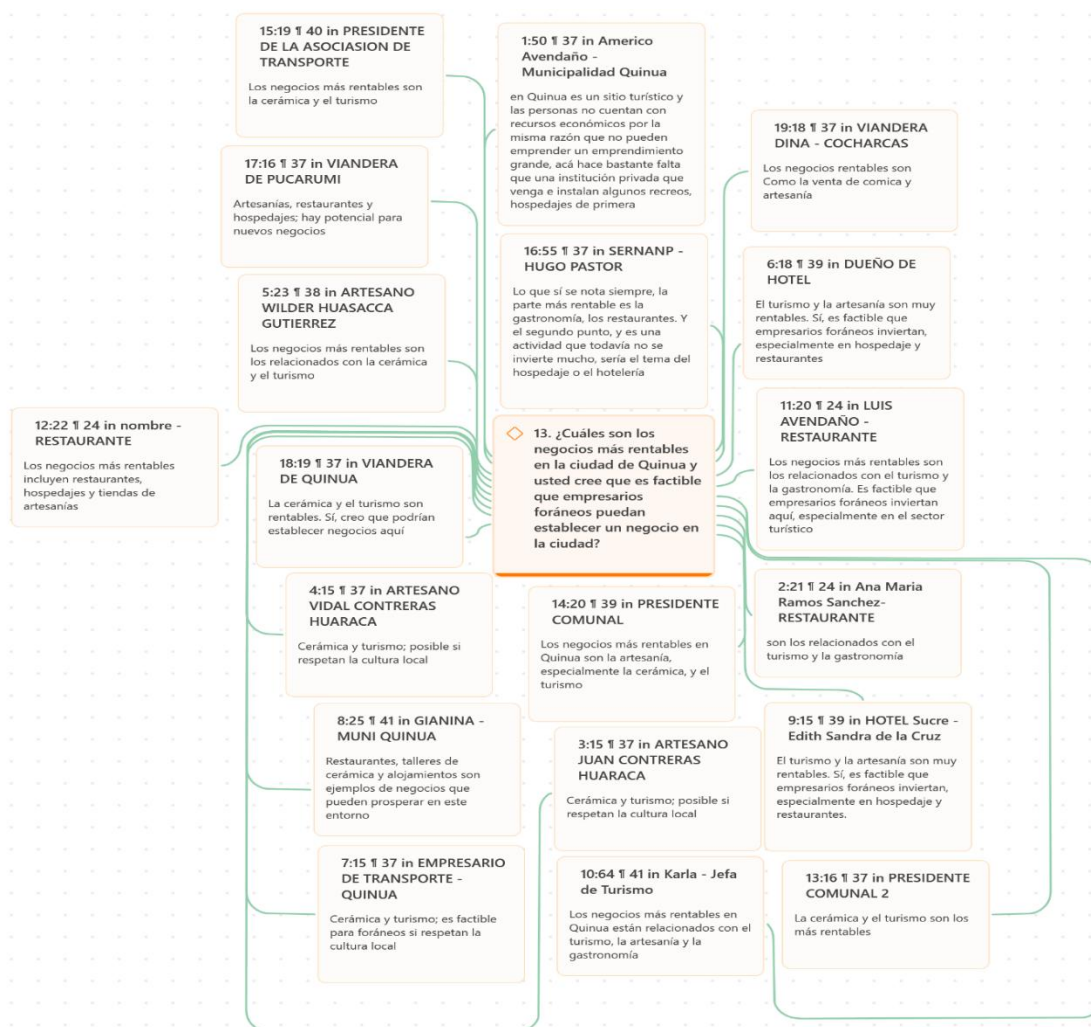 15:19 ¶ 40 in PRESIDENTE
DE LA ASOCIASION DE
TRANSPORTE
Los negocios más rentables son
la cerámica y el turismo
1:50 ¶ 37 in Americo
Avendaño -
Municipalidad Quinua
en Quinua es un sitio turístico y
las personas no cuentan con
recursos económicos por la
misma razón que no pueden
emprender un emprendimiento
grande, acá hace bastante falta
que una institución privada que
venga e instalan algunos recreos,
hospedajes de primera
19:18 ¶ 37 in VIANDERA
DINA - COCHARCAS
Los negocios rentables son
Como la venta de comica y
artesanía
17:16 ¶ 37 in VIANDERA
DE PUCARUMI
Artesanías, restaurantes y
hospedajes; hay potencial para
nuevos negocios
16:55 ¶ 37 in SERNANP -
HUGO PASTOR
Lo que sí se nota siempre, la
parte más rentable es la
gastronomía, los restaurantes. Y
el segundo punto, y es una
actividad que todavía no se
invierte mucho, sería el tema del
hospedaje o el hotelería
6:18 ¶ 39 in DUEÑO DE
HOTEL
El turismo y la artesanía son muy
rentables. Sí, es factible que
empresarios foráneos inviertan,
especialmente en hospedaje y
restaurantes
5:23 ¶ 38 in ARTESANO
WILDER HUASACCA
GUTIERREZ
Los negocios más rentables son
los relacionados con la cerámica
y el turismo
11:20 ¶ 24 in LUIS
AVENDAÑO -
RESTAURANTE
Los negocios más rentables son
los relacionados con el turismo y
la gastronomía. Es factible que
empresarios foráneos inviertan
aquí, especialmente en el sector
turístico
12:22 ¶ 24 in nombre -
RESTAURANTE
Los negocios más rentables
incluyen restaurantes,
hospedajes y tiendas de
artesanías
13. ¿Cuáles son los
negocios más rentables
en la ciudad de Quinua y
usted cree que es factible
que empresarios
foráneos puedan
establecer un negocio en
la ciudad?
18:19 ¶ 37 in VIANDERA
DE QUINUA
La cerámica y el turismo son
rentables. Sí, creo que podrían
establecer negocios aquí
4:15 ¶ 37 in ARTESANO
VIDAL CONTRERAS
HUARACA
Cerámica y turismo; posible si
respetan la cultura local
14:20 ¶ 39 in PRESIDENTE
COMUNAL
Los negocios más rentables en
Quinua son la artesanía,
especialmente la cerámica, y el
turismo
2:21 ¶ 24 in Ana Maria
Ramos Sanchez-
RESTAURANTE
son los relacionados con el
turismo y la gastronomía
8:25 ¶ 41 in GIANINA -
MUNI QUINUA
Restaurantes, talleres de
cerámica y alojamientos son
ejemplos de negocios que
pueden prosperar en este
entorno
3:15 ¶ 37 in ARTESANO
JUAN CONTRERAS
HUARACA
Cerámica y turismo; posible si
respetan la cultura local
9:15 ¶ 39 in HOTEL Sucre -
Edith Sandra de la Cruz
El turismo y la artesanía son muy
rentables. Sí, es factible que
empresarios foráneos inviertan,
especialmente en hospedaje y
restaurantes.
7:15 ¶ 37 in EMPRESARIO
DE TRANSPORTE -
QUINUA
Cerámica y turismo; es factible
para foráneos si respetan la
cultura local
10:64 ¶ 41 in Karla - Jefa
de Turismo
Los negocios más rentables en
Quinua están relacionados con el
turismo, la artesanía y la
gastronomía
13:16 ¶ 37 in PRESIDENTE
COMUNAL 2
La cerámica y el turismo son los
más rentables